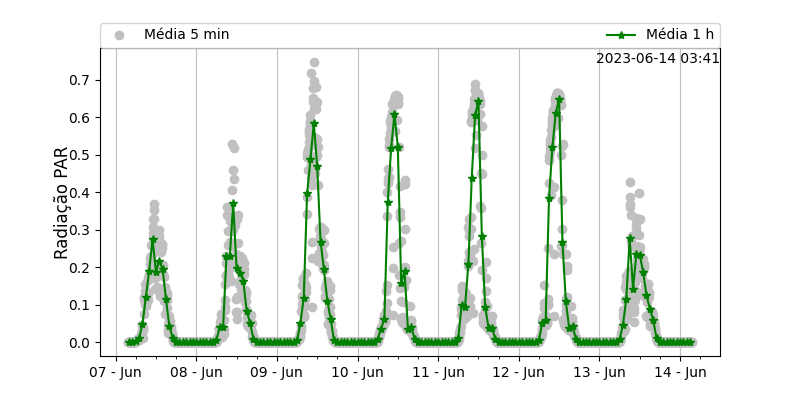 Média 5 min
Média 1 h
2023-06-14 03:41
Radiação PAR
0.7
0.6
0.5
0.4
0.3
0.2
0.1
0.0
07 - Jun
08 - Jun
09 - Jun
10 - Jun
11 - Jun
12 - Jun
13 - Jun
14 - Jun